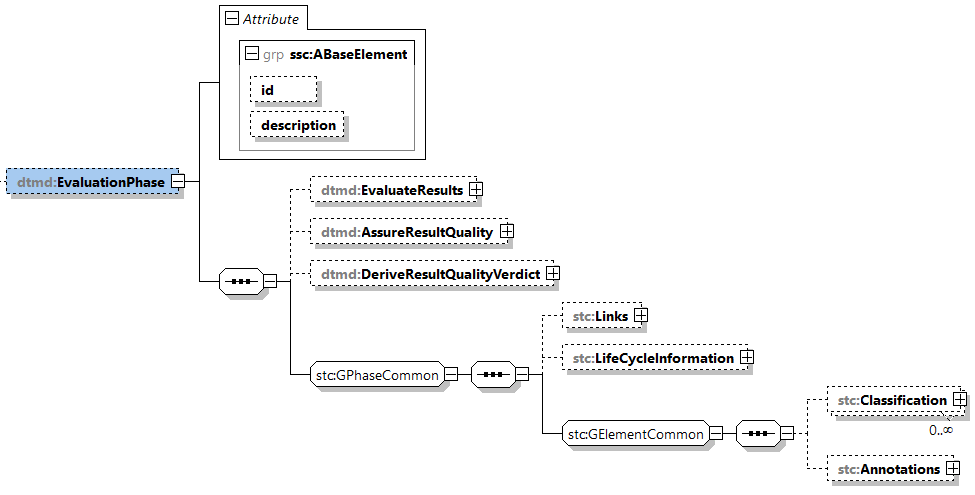 Attribute
grp ssc:ABaseElement
id
description
dtmd:EvaluationPhase
dtmd:EvaluateResults
dtmd:AssureResultQuality
dtmd:DeriveResultQualityVerdict
stc:Links
stc:LifeCycleInformation
stc:GPhaseCommon
stc:Classification
0..∞
stc:GElementCommon
stc:Annotations